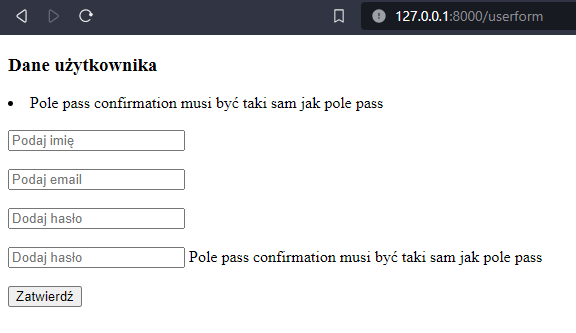 127.0.0.1:8000/userform
Dane użytkownika
• Pole pass confirmation musi być taki sam jak pole pass
Podaj imię
Podaj email
Dodaj hasło
Dodaj hasło Pole pass confirmation musi być taki sam jak pole pass
Zatwierdź